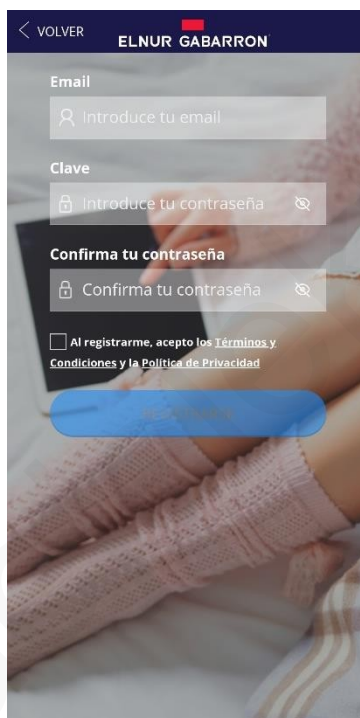 VOLVER
ELNUR GABARRON
Email
Introduce tu email
Clave
Introduce tu contraseña
Confirma tu contraseña
Confirma tu contraseña
Al registrarme, acepto los Términos y
Condiciones y la Política de Privacidad